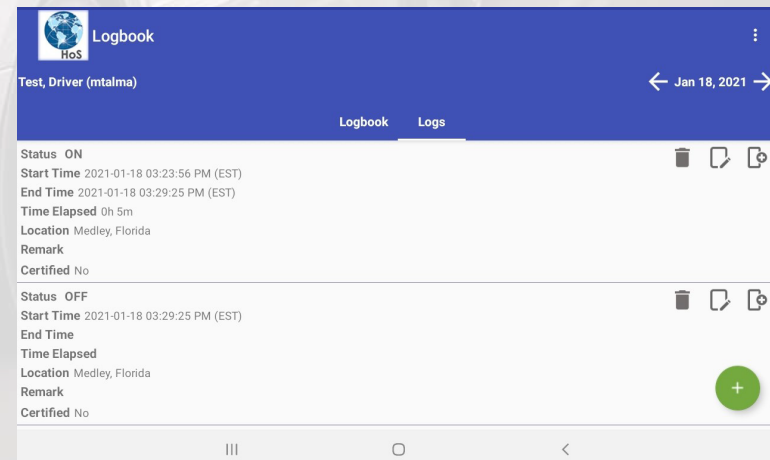 HoS
Logbook
Test, Driver (mtalma)
Jan 18, 2021
Logbook Logs
Status ON
Start Time 2021-01-18 03:23:56 PM (EST)
End Time 2021-01-18 03:29:25 PM (EST)
Time Elapsed 0h 5m
Location Medley, Florida
Remark
Certified No
Status OFF
Start Time 2021-01-18 03:29:25 PM (EST)
End Time
Time Elapsed
Location Medley, Florida
Remark
Certified No